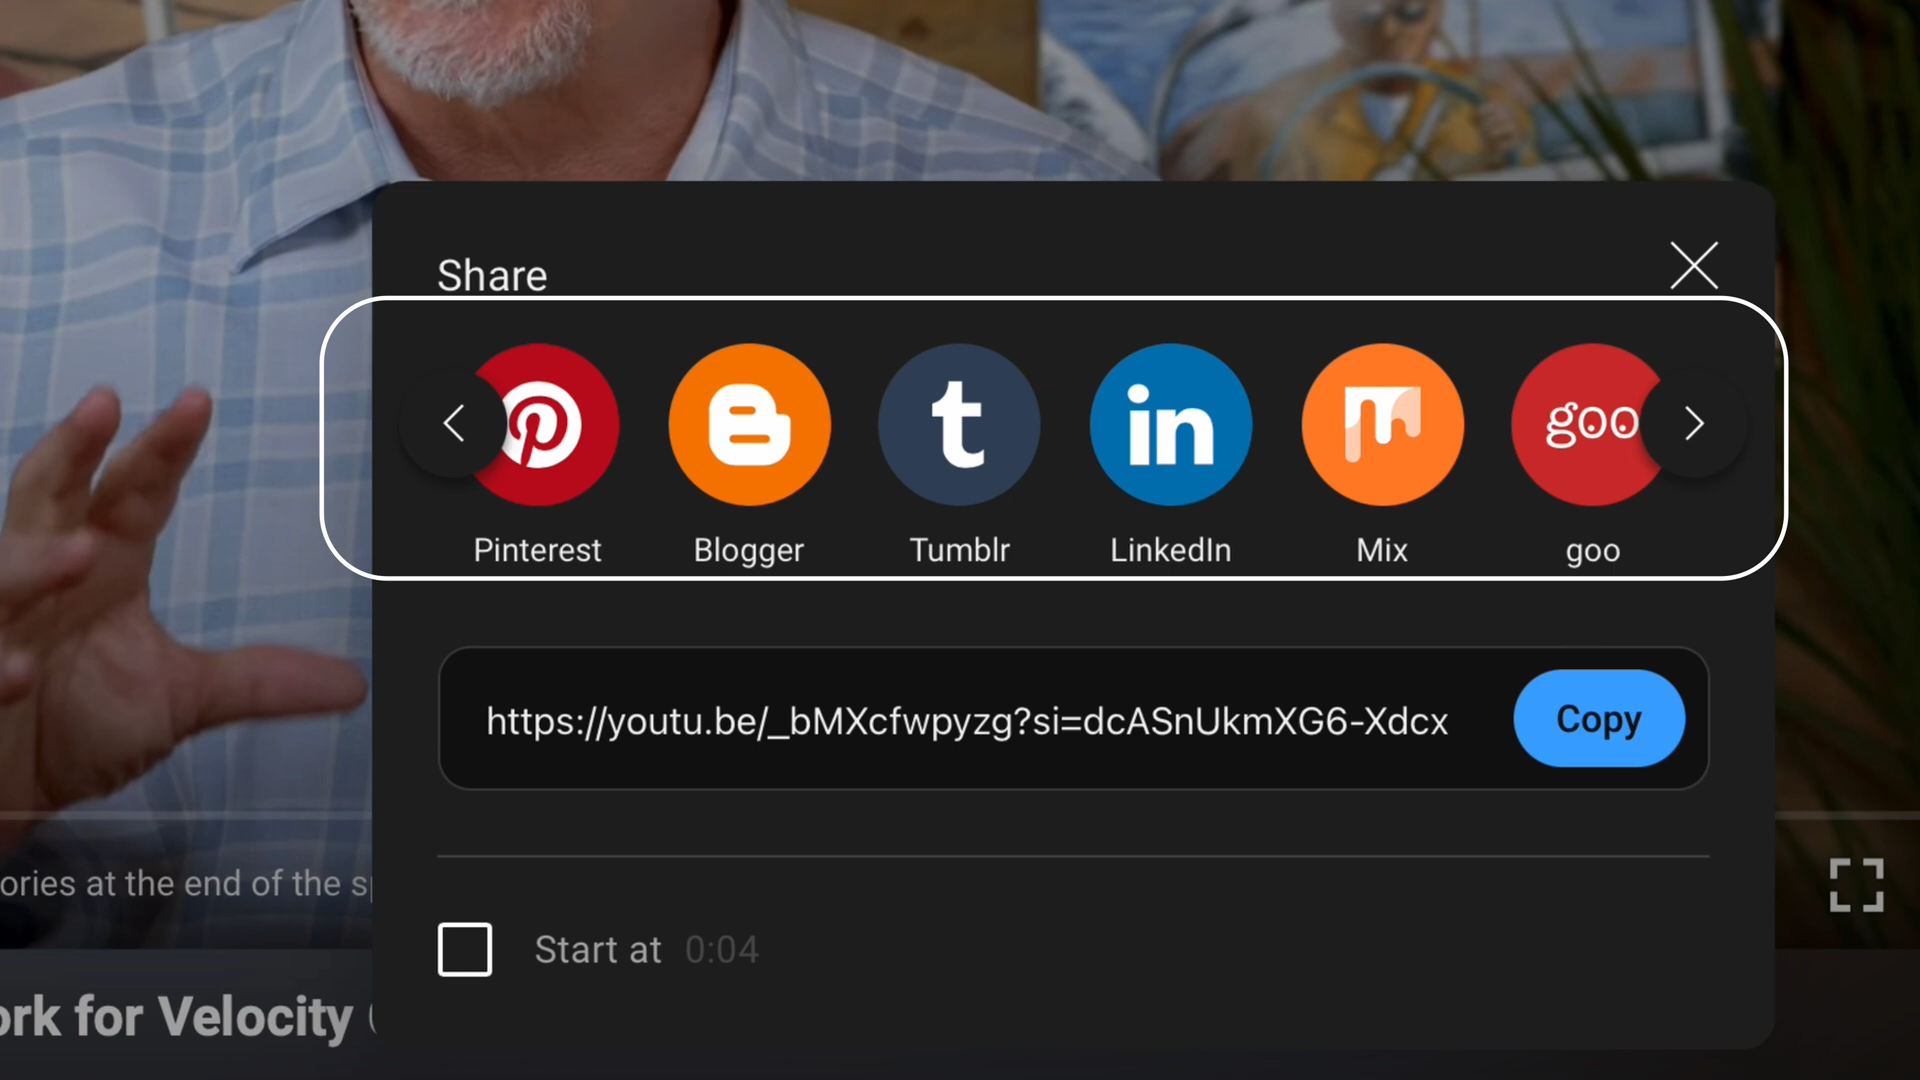 Share
goo
Pinterest
Blogger
Tumblr
LinkedIn
Mix
goo
https://youtu.be/_bMXcfwpyzg?si=dcASnUkmXG6-Xdcx
Copy
ories at the end of the
Start at 0:04
ork for Velocity